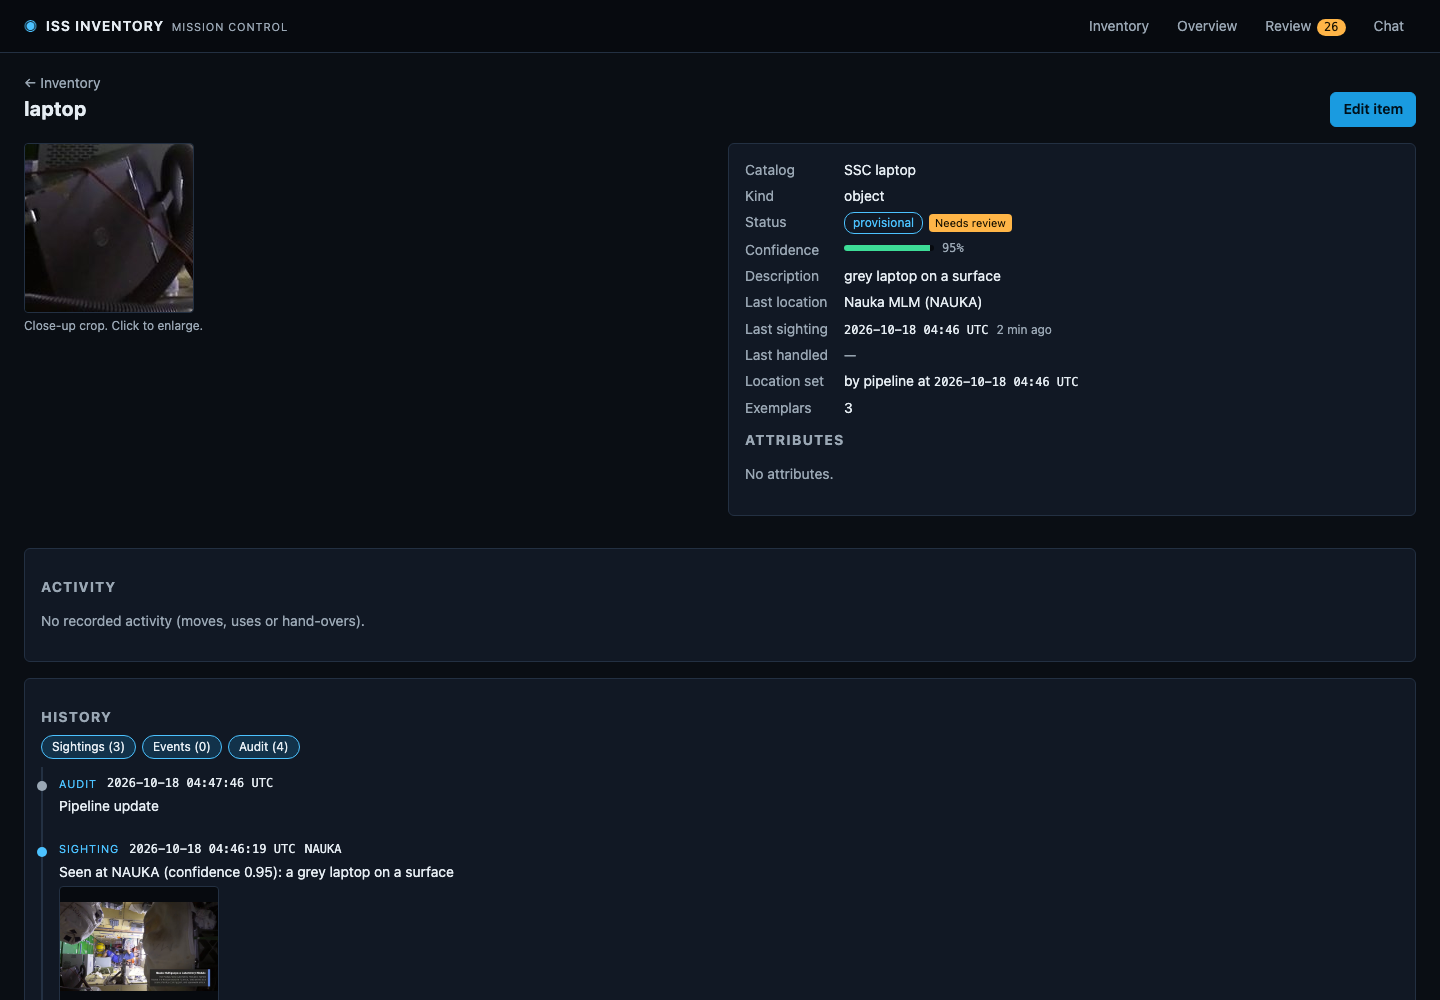 ISS INVENTORY MISSION CONTROL
Inventory Overview Review 26 Chat
← Inventory
laptop
Edit item
Close-up crop. Click to enlarge.
Catalog SSC laptop
Kind object
Status provisional Needs review
Confidence 95%
Description grey laptop on a surface
Last location Nauka MLM (NAUKA)
Last sighting 2026-10-18 04:46 UTC 2 min ago
Last handled —
Location set by pipeline at 2026-10-18 04:46 UTC
Exemplars 3
ATTRIBUTES
No attributes.
ACTIVITY
No recorded activity (moves, uses or hand-overs).
HISTORY
Sightings (3) Events (0) Audit (4)
AUDIT 2026-10-18 04:47:46 UTC
Pipeline update
SIGHTING 2026-10-18 04:46:19 UTC NAUKA
Seen at NAUKA (confidence 0.95): a grey laptop on a surface